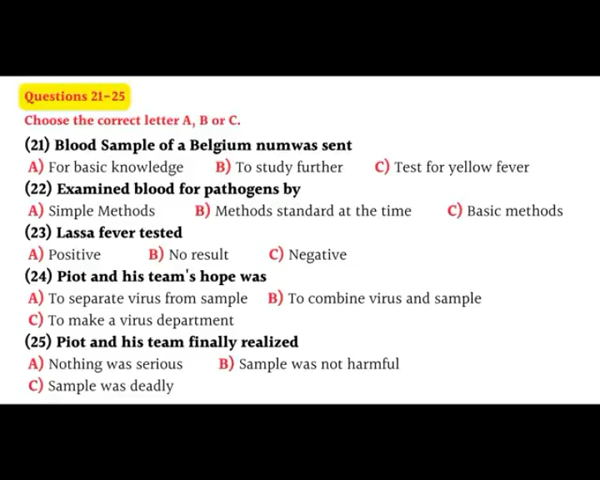 Questions 21-25
Choose the correct letter A, B or C.
(21) Blood Sample of a Belgium numwas sent
A) For basic knowledge B) To study further C) Test for yellow fever
(22) Examined blood for pathogens by
A) Simple Methods B) Methods standard at the time C) Basic methods
(23) Lassa fever tested
A) Positive B) No result C) Negative
(24) Piot and his team's hope was
A) To separate virus from sample B) To combine virus and sample
C) To make a virus department
(25) Piot and his team finally realized
A) Nothing was serious B) Sample was not harmful
C) Sample was deadly